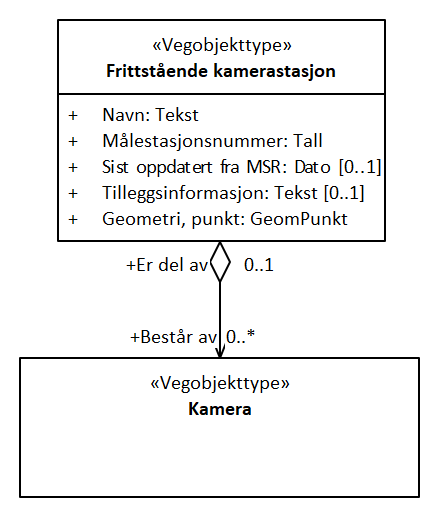 «Vegobjekttype»
Frittstående kamerastasjon
+ Navn: Tekst
+ Målestasjonsnummer: Tall
+ Sist oppdatert fra MSR: Dato [0..1]
+ Tilleggsinformasjon: Tekst [0..1]
+ Geometri, punkt: GeomPunkt
+Er del av 0..1
+Består av 0..*
«Vegobjekttype»
Kamera